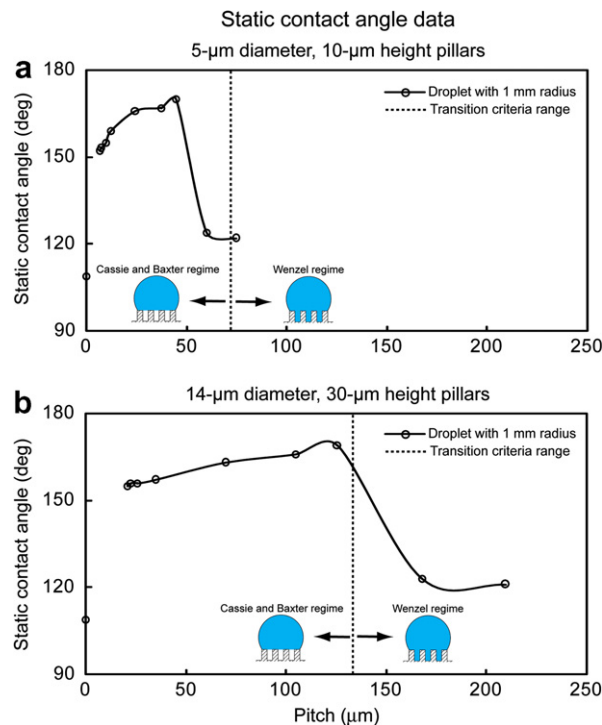 Static contact angle data
5-μm diameter, 10-μm height pillars
a
180
150
120
90
Static contact angle (deg)
Droplet with 1 mm radius
Transition criteria range
Cassie and Baxter regime
Wenzel regime
0 50 100 150 200 250
14-μm diameter, 30-μm height pillars
b
180
150
120
90
Static contact angle (deg)
Droplet with 1 mm radius
Transition criteria range
Cassie and Baxter regime
Wenzel regime
0 50 100 150 200 250
Pitch (μm)